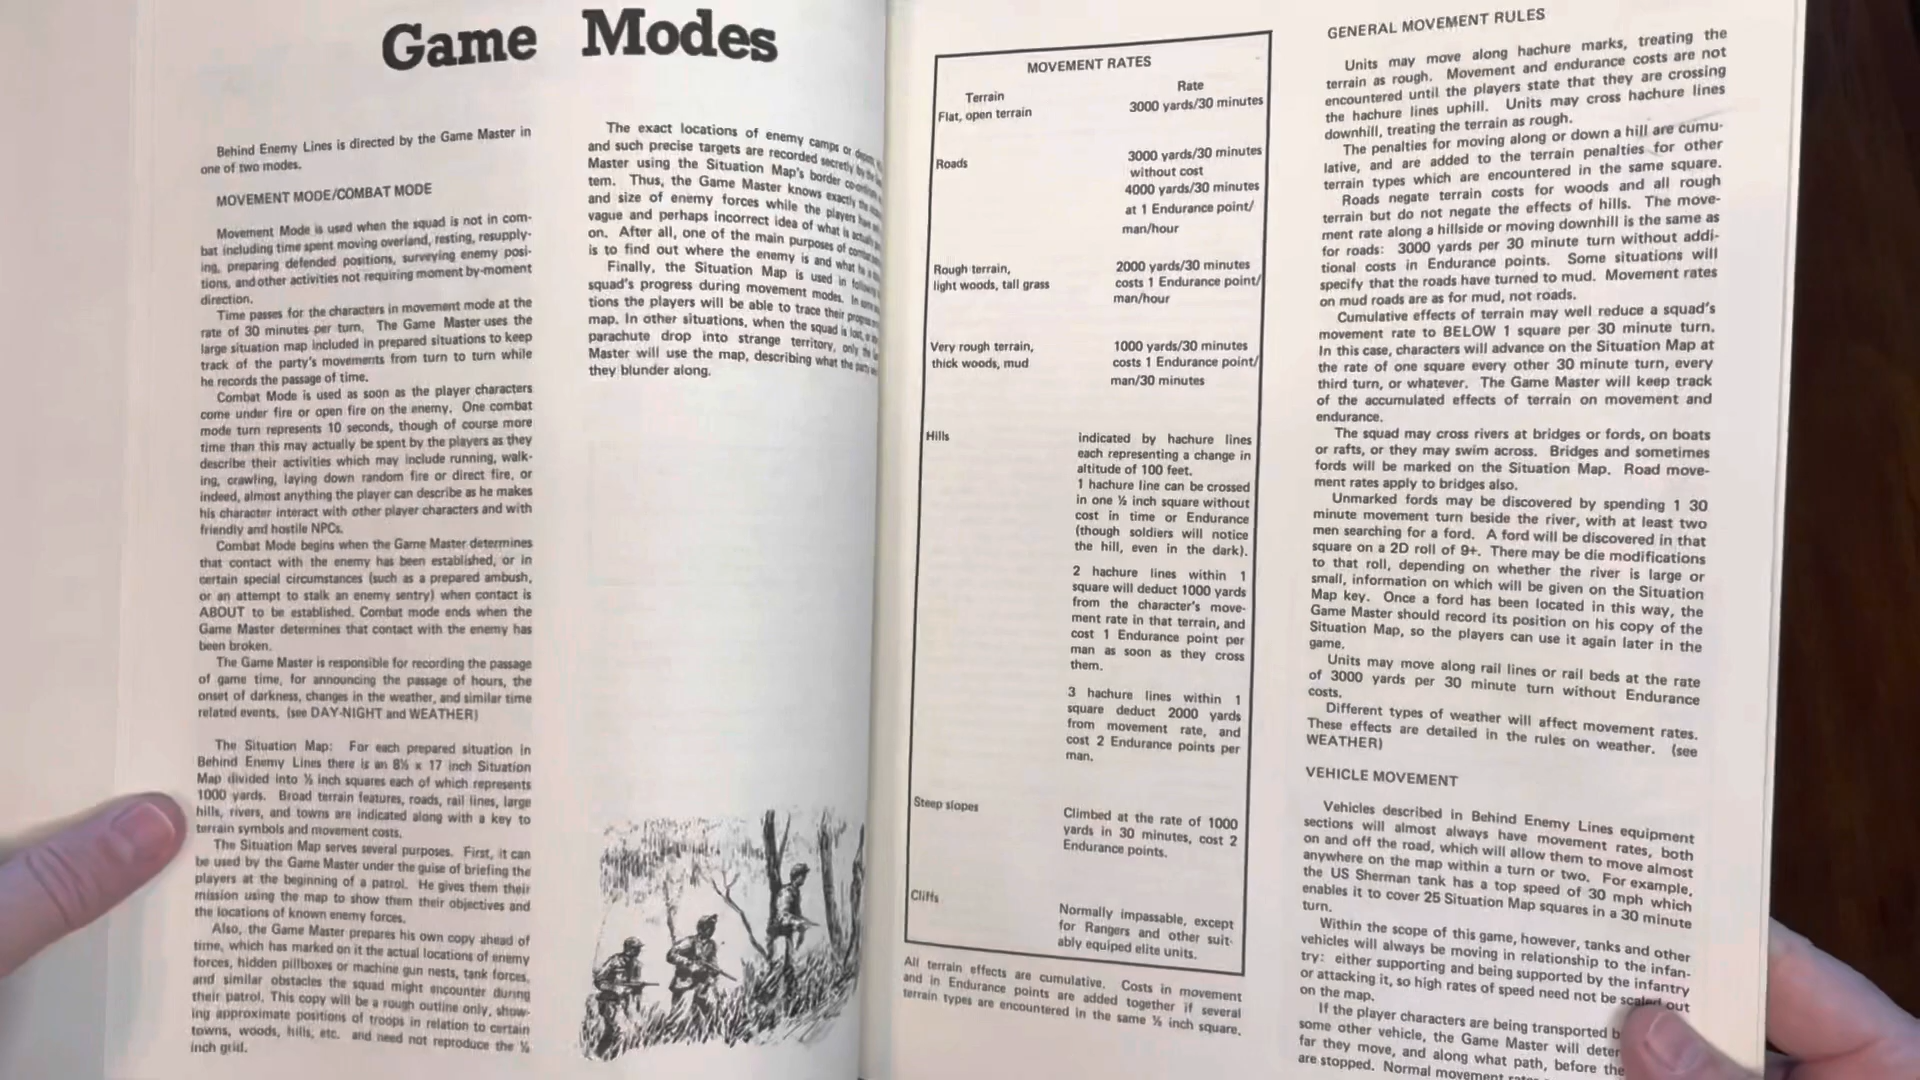 Game Modes
Behind Enemy Lines is directed by the Game Master in
one of two modes.
MOVEMENT MODE/COMBAT MODE
Movement Mode is used when the squad is not in com-
bat including time spent moving overland, resting, resupply-
ing, preparing defended positions, surveying enemy posi-
tions, and other activities not requiring moment by-moment
direction.
Time passes for the characters in movement mode at the
rate of 30 minutes per turn. The Game Master uses the
large situation map included in prepared situations to keep
track of the party's movements from turn to turn while
he records the passage of time.
Combat Mode is used as soon as the player characters
come under fire or open fire on the enemy. One combat
mode turn represents 10 seconds, though of course more
time than this may actually be spent by the players as they
describe their activities which may include running, walk-
ing, crawling, laying down random fire or direct fire, or
indeed, almost anything the player can describe as he makes
his character interact with other player characters and with
friendly and hostile NPCs.
Combat Mode begins when the Game Master determines
that contact with the enemy has been established, or in
certain special circumstances (such as a prepared ambush,
or an attempt to stalk an enemy sentry) when contact is
ABOUT to be established. Combat mode ends when the
Game Master determines that contact with the enemy has
been broken.
The Game Master is responsible for recording the passage
of game time, for announcing the passage of hours, the
onset of darkness, changes in the weather, and similar time
related events. (see DAY-NIGHT and WEATHER)
The Situation Map: For each prepared situation in
Behind Enemy Lines there is an 8½ x 17 inch Situation
Map divided into ½ inch squares each of which represents
1000 yards. Broad terrain features, roads, rail lines, large
hills, rivers, and towns are indicated along with a key to
terrain symbols and movement costs.
The Situation Map serves several purposes. First, it can
be used by the Game Master under the guise of briefing the
players at the beginning of a patrol. He gives them their
mission using the map to show them their objectives and
the locations of known enemy forces.
Also, the Game Master prepares his own copy ahead of
time, which has marked on it the actual locations of enemy
forces, hidden pillboxes or machine gun nests, tank forces,
and similar obstacles the squad might encounter during
their patrol. This copy will be a rough outline only, show-
ing approximate positions of troops in relation to certain
towns, woods, hills, etc. and need not reproduce the ½
inch grid.
The exact locations of enemy camps or
and such precise targets are recorded secretly by the
Master using the Situation Map's border
tem. Thus, the Game Master knows exactly the
and size of enemy forces while the players have
vague and perhaps incorrect idea of what is actually
on. After all, one of the main purposes of
is to find out where the enemy is and what he is
Finally, the Situation Map is used in
squad's progress during movement modes. In
tions the players will be able to trace their
map. In other situations, when the squad is lost,
parachute drop into strange territory, only the
Master will use the map, describing what the
they blunder along.
MOVEMENT RATES
Terrain Rate
Flat, open terrain 3000 yards/30 minutes
Roads 3000 yards/30 minutes
without cost
4000 yards/30 minutes
at 1 Endurance point/
man/hour
Rough terrain, 2000 yards/30 minutes
light woods, tall grass costs 1 Endurance point/
man/hour
Very rough terrain, 1000 yards/30 minutes
thick woods, mud costs 1 Endurance point/
man/30 minutes
Hills indicated by hachure lines
each representing a change in
altitude of 100 feet.
1 hachure line can be crossed
in one ½ inch square without
cost in time or Endurance
(though soldiers will notice
the hill, even in the dark).
2 hachure lines within 1
square will deduct 1000 yards
from the character's move-
ment rate in that terrain, and
cost 1 Endurance point per
man as soon as they cross
them.
3 hachure lines within 1
square deduct 2000 yards
from movement rate, and
cost 2 Endurance points per
man.
Steep slopes Climbed at the rate of 1000
yards in 30 minutes, cost 2
Endurance points.
Cliffs Normally impassable, except
for Rangers and other suit-
ably equiped elite units.
All terrain effects are cumulative. Costs in movement
and in Endurance points are added together if several
terrain types are encountered in the same ½ inch square.
GENERAL MOVEMENT RULES
Units may move along hachure marks, treating the
terrain as rough. Movement and endurance costs are not
encountered until the players state that they are crossing
the hachure lines uphill. Units may cross hachure lines
downhill, treating the terrain as rough.
The penalties for moving along or down a hill are cumu-
lative, and are added to the terrain penalties for other
terrain types which are encountered in the same square.
Roads negate terrain costs for woods and all rough
terrain but do not negate the effects of hills. The move-
ment rate along a hillside or moving downhill is the same as
for roads: 3000 yards per 30 minute turn without addi-
tional costs in Endurance points. Some situations will
specify that the roads have turned to mud. Movement rates
on mud roads are as for mud, not roads.
Cumulative effects of terrain may well reduce a squad's
movement rate to BELOW 1 square per 30 minute turn.
In this case, characters will advance on the Situation Map at
the rate of one square every other 30 minute turn, every
third turn, or whatever. The Game Master will keep track
of the accumulated effects of terrain on movement and
endurance.
The squad may cross rivers at bridges or fords, on boats
or rafts, or they may swim across. Bridges and sometimes
fords will be marked on the Situation Map. Road move-
ment rates apply to bridges also.
Unmarked fords may be discovered by spending 1 30
minute movement turn beside the river, with at least two
men searching for a ford. A ford will be discovered in that
square on a 2D roll of 9+. There may be die modifications
to that roll, depending on whether the river is large or
small, information on which will be given on the Situation
Map key. Once a ford has been located in this way, the
Game Master should record its position on his copy of the
Situation Map, so the players can use it again later in the
game.
Units may move along rail lines or rail beds at the rate
of 3000 yards per 30 minute turn without Endurance
costs.
Different types of weather will affect movement rates.
These effects are detailed in the rules on weather. (see
WEATHER)
VEHICLE MOVEMENT
Vehicles described in Behind Enemy Lines equipment
sections will almost always have movement rates, both
on and off the road, which will allow them to move almost
anywhere on the map within a turn or two. For example,
the US Sherman tank has a top speed of 30 mph which
enables it to cover 25 Situation Map squares in a 30 minute
turn.
Within the scope of this game, however, tanks and other
vehicles will always be moving in relationship to the infan-
try: either supporting and being supported by the infantry
or attacking it, so high rates of speed need not be scaled out
on the map.
If the player characters are being transported b
some other vehicle, the Game Master will deter
far they move, and along what path, before the
are stopped. Normal movement